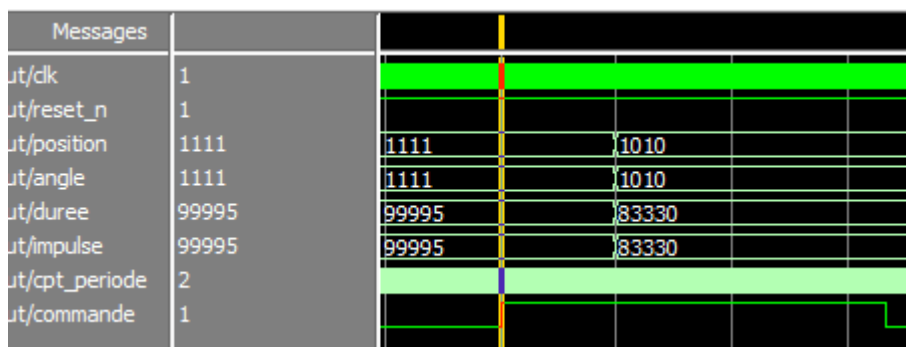 Messages
ut/clk 1
ut/reset_n 1
ut/position 1111 1111 1010
ut/angle 1111 1111 1010
ut/duree 99995 99995 83330
ut/impulse 99995 99995 83330
ut/cpt_periode 2
ut/commande 1